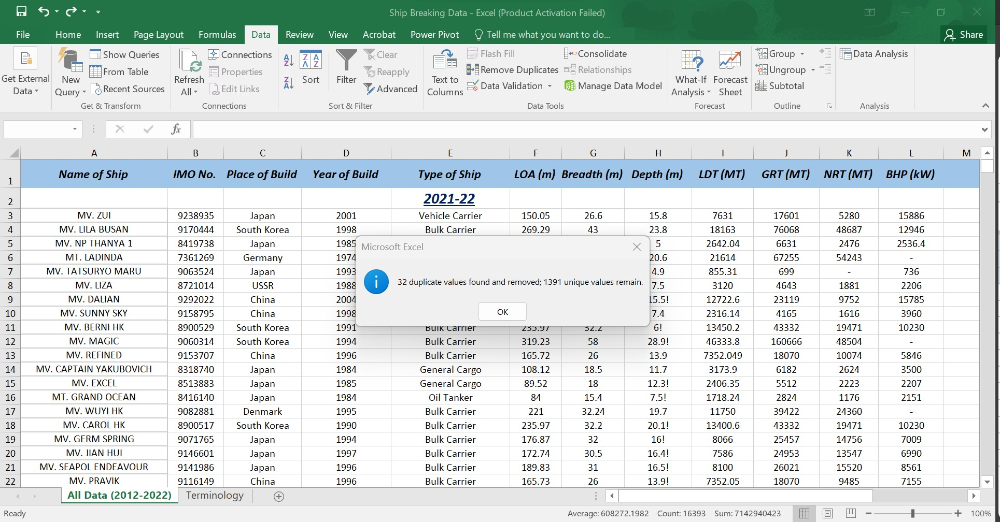 Ship Breaking Data - Excel (Product Activation Failed)
File Home Insert Page Layout Formulas Data Review View Acrobat Power Pivot Tell me what you want to do... Share
Get External Data
New Query
Show Queries
From Table
Recent Sources
Get & Transform
Refresh All
Connections
Properties
Edit Links
Connections
Sort
Filter
Clear
Reapply
Advanced
Sort & Filter
Text to Columns
Flash Fill
Remove Duplicates
Data Validation
Consolidate
Relationships
Manage Data Model
Data Tools
What-If Analysis
Forecast Sheet
Forecast
Group
Ungroup
Subtotal
Outline
Data Analysis
Analysis
fx
A B C D E F G H I J K L M
1 Name of Ship IMO No. Place of Build Year of Build Type of Ship LOA (m) Breadth (m) Depth (m) LDT (MT) GRT (MT) NRT (MT) BHP (kW)
2 2021-22
3 MV. ZUI 9238935 Japan 2001 Vehicle Carrier 150.05 26.6 15.8 7631 17601 5280 15886
4 MV. LILA BUSAN 9170444 South Korea 1998 Bulk Carrier 269.29 43 23.8 18163 76068 48687 12946
5 MV. NP THANYA 1 8419738 Japan 1985 5 2642.04 6631 2476 2536.4
6 MT. LADINDA 7361269 Germany 1974 20.6 21614 67255 54243 -
7 MV. TATSURYO MARU 9063524 Japan 1993 4.9 855.31 699 - 736
8 MV. LIZA 8721014 USSR 1988 7.5 3120 4643 1881 2206
9 MV. DALIAN 9292022 China 2004 15.5! 12722.6 23119 9752 15785
10 MV. SUNNY SKY 9158795 China 1998 7.4 2316.14 4165 1616 3960
11 MV. BERNI HK 8900529 South Korea 1991 Bulk Carrier 235.97 32.2 6! 13450.2 43332 19471 10230
12 MV. MAGIC 9060314 South Korea 1994 Bulk Carrier 319.23 58 28.9! 46333.8 160666 48504 -
13 MV. REFINED 9153707 China 1996 Bulk Carrier 165.72 26 13.9 7352.049 18070 10074 5846
14 MV. CAPTAIN YAKUBOVICH 8318740 Japan 1984 General Cargo 108.12 18.5 11.7 3173.9 6182 2624 3500
15 MV. EXCEL 8513883 Japan 1985 General Cargo 89.52 18 12.3! 2406.35 5512 2223 2207
16 MT. GRAND OCEAN 8416140 Japan 1984 Oil Tanker 84 15.4 7.5! 1718.24 2824 1176 2151
17 MV. WUYI HK 9082881 Denmark 1995 Bulk Carrier 221 32.24 19.7 11750 39422 24360 -
18 MV. CAROL HK 8900517 South Korea 1990 Bulk Carrier 235.97 32.2 20.1! 13400.6 43332 19471 10230
19 MV. GERM SPRING 9071765 Japan 1994 Bulk Carrier 176.87 32 16! 8066 25457 14756 7009
20 MV. JIAN HUI 9146601 Japan 1997 Bulk Carrier 172.74 30.5 16.4! 7586 24953 13547 6990
21 MV. SEAPOL ENDEAVOUR 9141986 Japan 1996 Bulk Carrier 189.83 31 16.5! 8100 26021 15520 8561
22 MV. PRAVIK 9116149 China 1996 Bulk Carrier 165.73 26 13.9! 7352.05 18070 9485 7155
Microsoft Excel
32 duplicate values found and removed; 1391 unique values remain.
OK
All Data (2012-2022) Terminology
Ready Average: 608272.1982 Count: 16393 Sum: 7142940423 100%